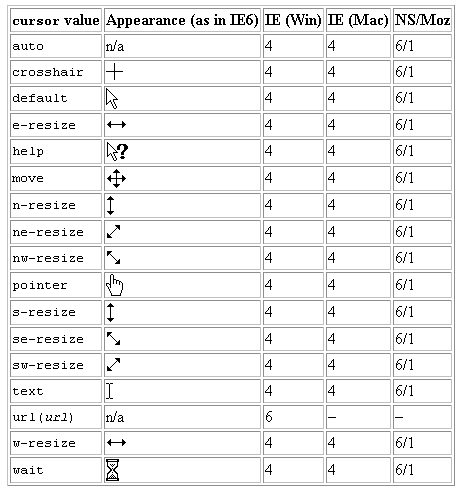 cursor value Appearance (as in IE6) IE (Win) IE (Mac) NS/Moz
auto n/a 4 4 6/1
crosshair 4 4 6/1
default 4 4 6/1
e-resize 4 4 6/1
help 4 4 6/1
move 4 4 6/1
n-resize 4 4 6/1
ne-resize 4 4 6/1
nw-resize 4 4 6/1
pointer 4 4 6/1
s-resize 4 4 6/1
se-resize 4 4 6/1
sw-resize 4 4 6/1
text 4 4 6/1
url(url) n/a 6 – –
w-resize 4 4 6/1
wait 4 4 6/1